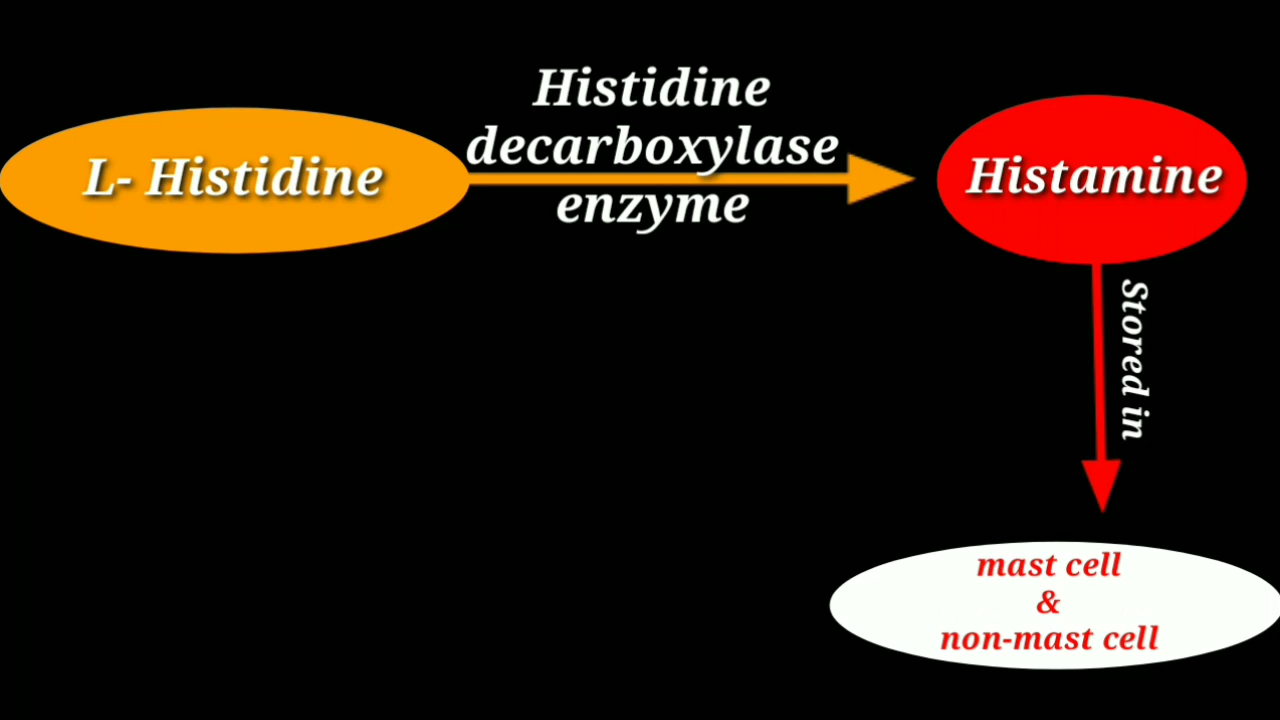 L- Histidine
Histidine
decarboxylase
enzyme
Histamine
Stored in
mast cell
&
non-mast cell